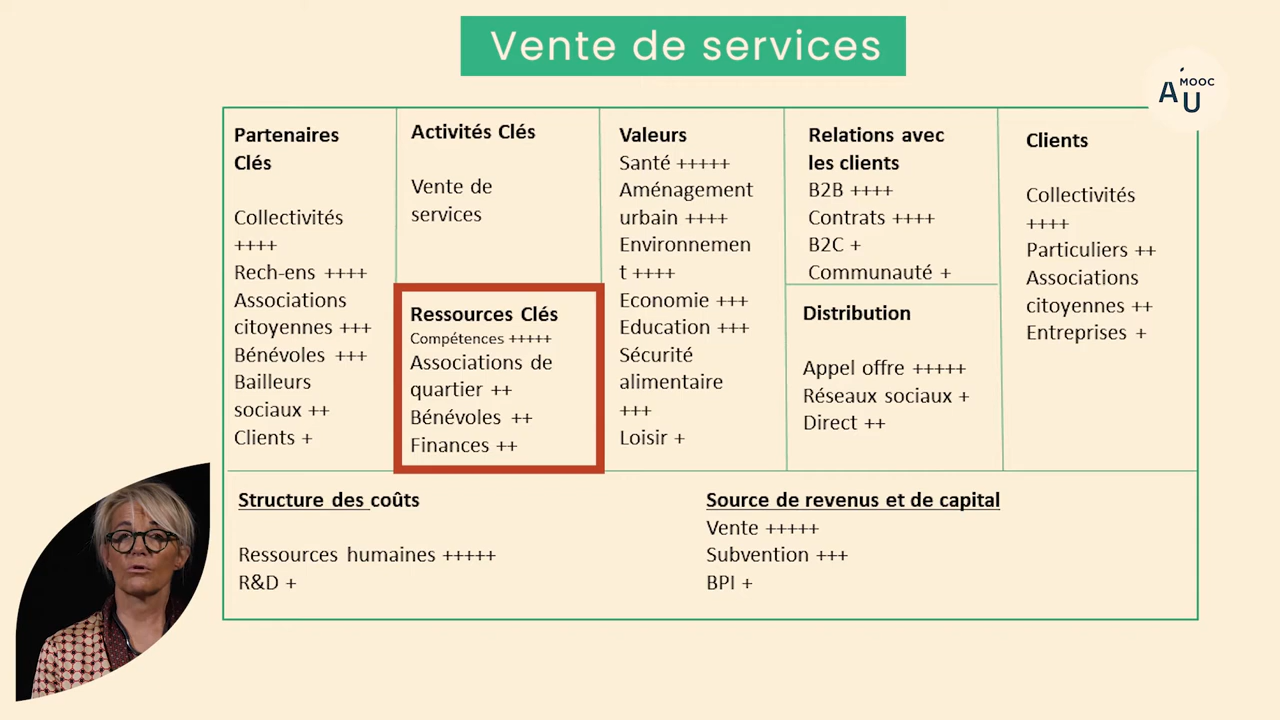 Vente de services
MOOC
AU
Partenaires
Clés
Collectivités
++++
Rech-ens ++++
Associations
citoyennes +++
Bénévoles +++
Bailleurs
sociaux ++
Clients +
Activités Clés
Vente de
services
Ressources Clés
Compétences +++++
Associations de
quartier ++
Bénévoles ++
Finances ++
Valeurs
Santé +++++
Aménagement
urbain ++++
Environnemen
t ++++
Economie +++
Education +++
Sécurité
alimentaire
+++
Loisir +
Relations avec
les clients
B2B ++++
Contrats ++++
B2C +
Communauté +
Distribution
Appel offre +++++
Réseaux sociaux +
Direct ++
Clients
Collectivités
++++
Particuliers ++
Associations
citoyennes ++
Entreprises +
Structure des coûts
Ressources humaines +++++
R&D +
Source de revenus et de capital
Vente +++++
Subvention +++
BPI +